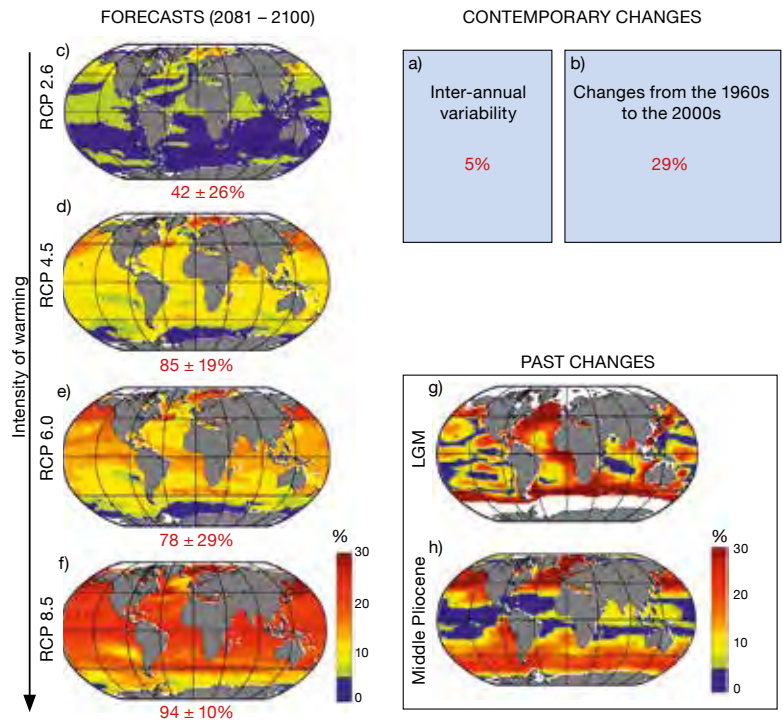 FORECASTS (2081 – 2100)
c)
RCP 2.6
42 ± 26%
d)
RCP 4.5
85 ± 19%
e)
RCP 6.0
78 ± 29%
f)
RCP 8.5
94 ± 10%
%
30
20
10
0
Intensity of warming
CONTEMPORARY CHANGES
a)
Inter-annual
variability
5%
b)
Changes from the 1960s
to the 2000s
29%
PAST CHANGES
g)
LGM
h)
Middle Pliocene
%
30
20
10
0